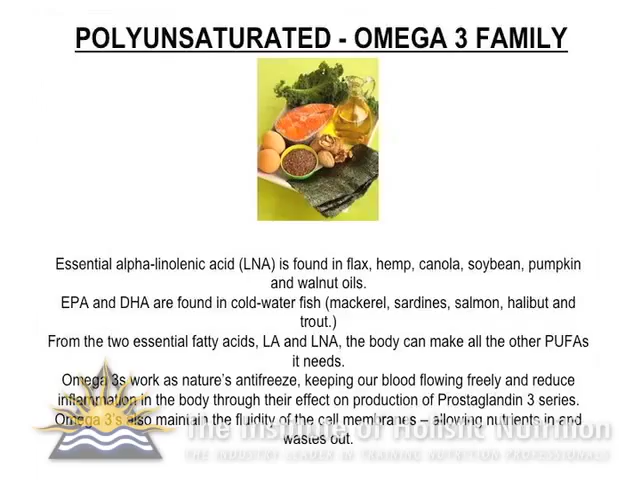 POLYUNSATURATED - OMEGA 3 FAMILY
Essential alpha-linolenic acid (LNA) is found in flax, hemp, canola, soybean, pumpkin
and walnut oils.
EPA and DHA are found in cold-water fish (mackerel, sardines, salmon, halibut and
trout.)
From the two essential fatty acids, LA and LNA, the body can make all the other PUFAs
it needs.
Omega 3s work as nature's antifreeze, keeping our blood flowing freely and reduce
inflammation in the body through their effect on production of Prostaglandin 3 series.
Omega 3's also maintain the fluidity of the cell membranes – allowing nutrients in and
wastes out.
The Institute of Holistic Nutrition
THE INDUSTRY LEADER IN TRAINING NUTRITION PROFESSIONALS